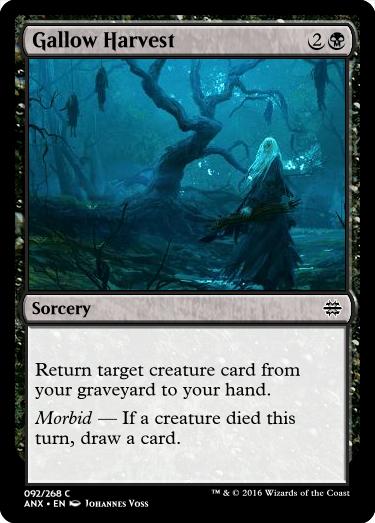 Gallow Harvest 2
Sorcery
Return target creature card from
your graveyard to your hand.
Morbid — If a creature died this
turn, draw a card.
092/268 C
ANX • EN Johannes Voss
™ & © 2016 Wizards of the Coast